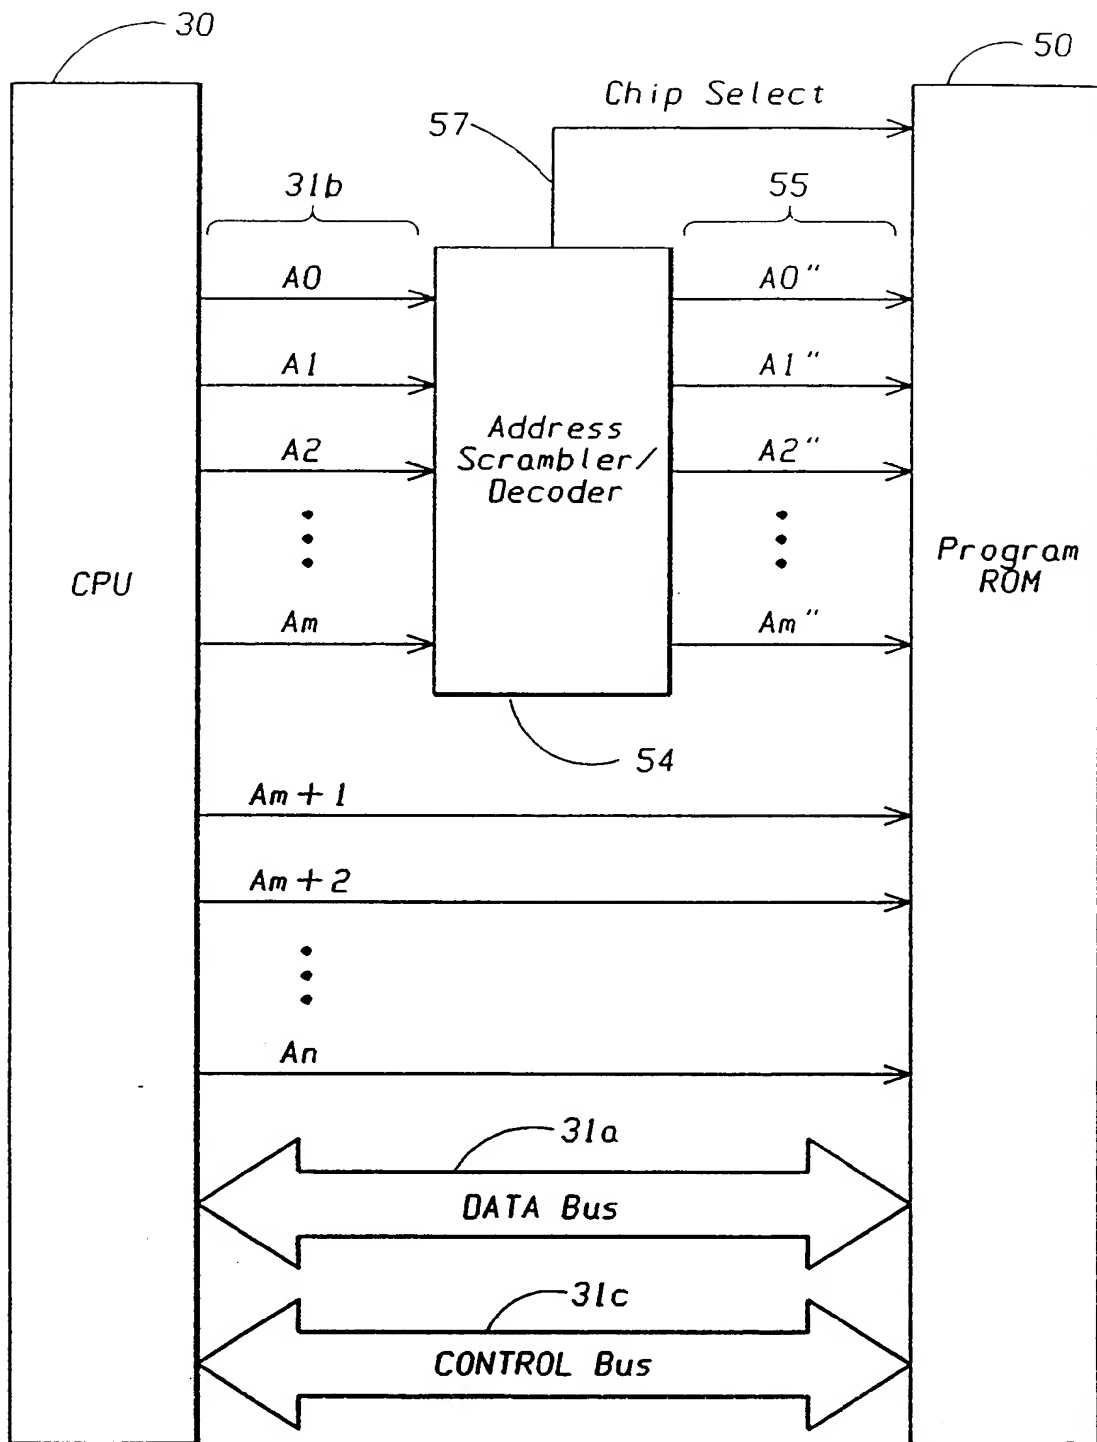 30
50
Chip Select
57
31b
55
A0
A0"
A1
A1"
A2
A2"
Address
Scrambler/
Decoder
CPU
Program
ROM
Am
Am"
54
Am+1
Am+2
An
31a
DATA Bus
31c
CONTROL Bus